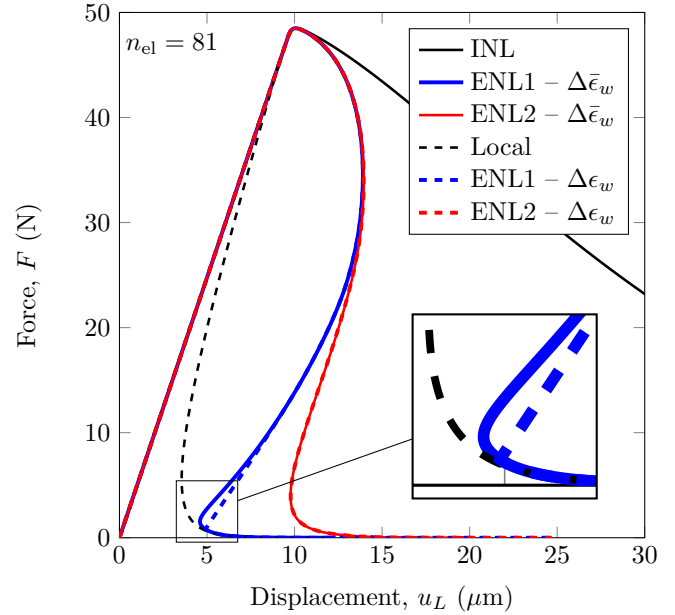 50
40
30
20
10
0
Force, F (N)
n_el = 81
INL
ENL1 – Δε̄_w
ENL2 – Δε̄_w
Local
ENL1 – Δε_w
ENL2 – Δε_w
0 5 10 15 20 25 30
Displacement, u_L (μm)